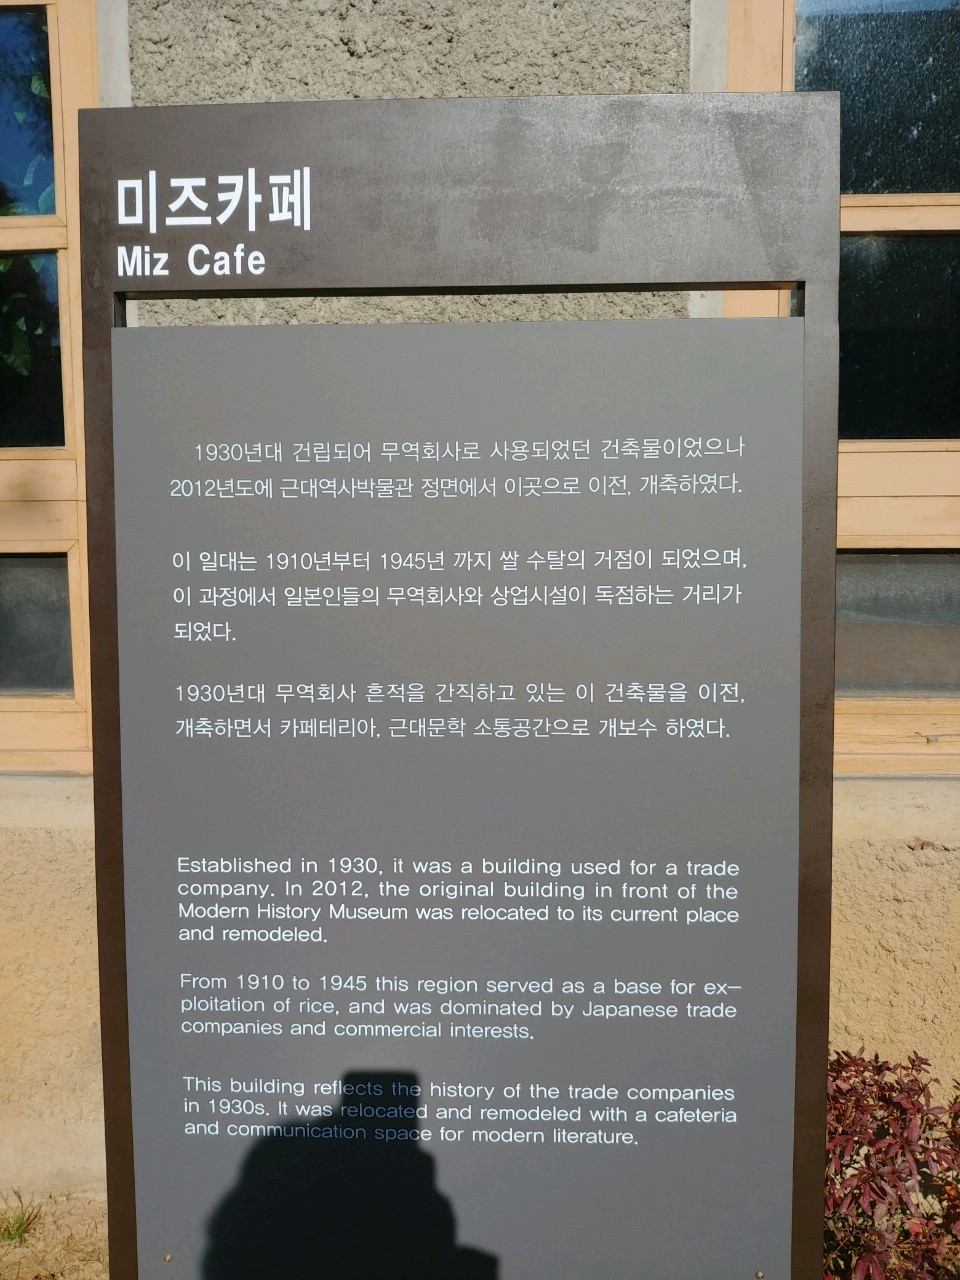 미즈카페
Miz Cafe
1930년대 건립되어 무역회사로 사용되었던 건축물이었으나
2012년도에 근대역사박물관 정면에서 이곳으로 이전, 개축하였다.
이 일대는 1910년부터 1945년 까지 쌀 수탈의 거점이 되었으며,
이 과정에서 일본인들의 무역회사와 상업시설이 독점하는 거리가
되었다.
1930년대 무역회사 흔적을 간직하고 있는 이 건축물을 이전,
개축하면서 카페테리아, 근대문학 소통공간으로 개보수 하였다.
Established in 1930, it was a building used for a trade
company. In 2012, the original building in front of the
Modern History Museum was relocated to its current place
and remodeled.
From 1910 to 1945 this region served as a base for ex-
ploitation of rice, and was dominated by Japanese trade
companies and commercial interests.
This building reflects the history of the trade companies
in 1930s. It was relocated and remodeled with a cafeteria
and communication space for modern literature.